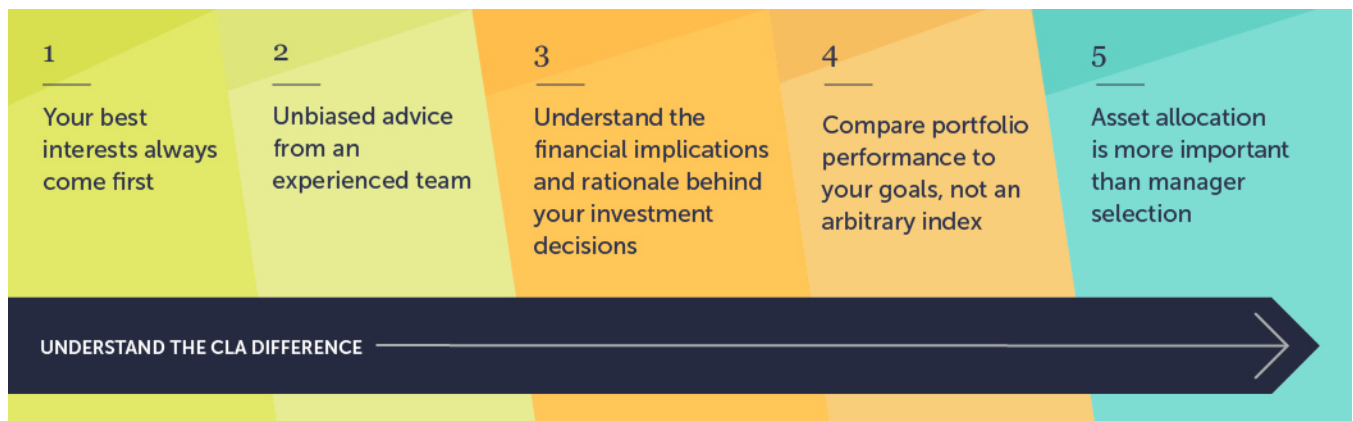 1
Your best
interests always
come first
2
Unbiased advice
from an
experienced team
3
Understand the
financial implications
and rationale behind
your investment
decisions
4
Compare portfolio
performance to
your goals, not an
arbitrary index
5
Asset allocation
is more important
than manager
selection
UNDERSTAND THE CLA DIFFERENCE